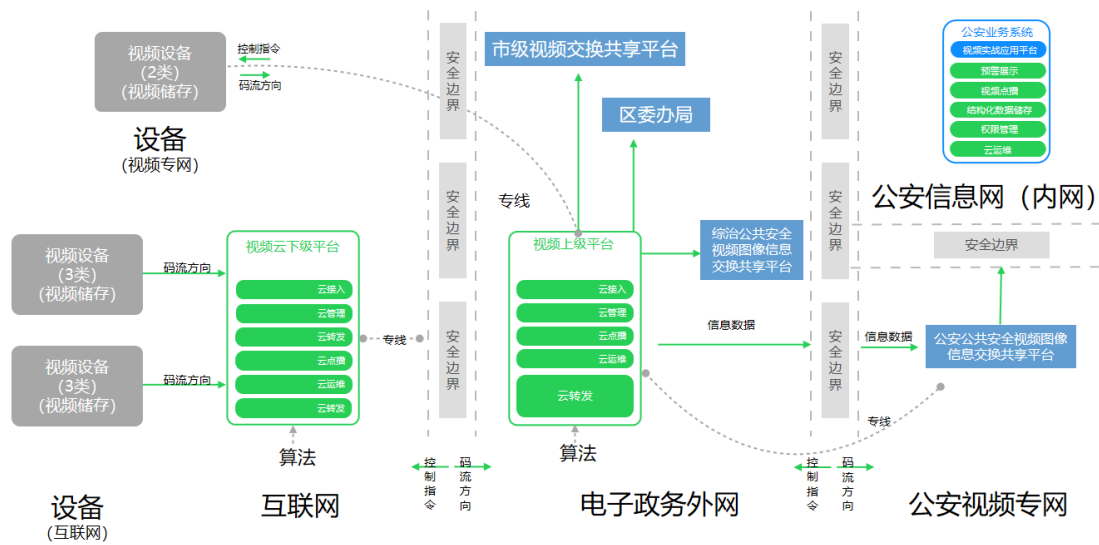 视频设备
（2类）
（视频储存）
控制指令
码流方向
设备
（视频专网）
安全边界
市级视频交换共享平台
区委办局
安全边界
公安业务系统
视频实战应用平台
预警展示
视频点播
结构化数据储存
权限管理
云运维
公安信息网（内网）
安全边界
专线
安全边界
安全边界
视频设备
（3类）
（视频储存）
码流方向
视频云下级平台
云接入
云管理
云转发
云点播
云运维
云转发
算法
视频设备
（3类）
（视频储存）
码流方向
专线
安全边界
视频上级平台
云接入
云管理
云点播
云运维
云转发
算法
综治公共安全
视频图像信息
交换共享平台
信息数据
安全边界
信息数据
公安公共安全视频图像
信息交换共享平台
专线
控制指令
码流方向
控制指令
码流方向
设备
（互联网）
互联网
电子政务外网
公安视频专网